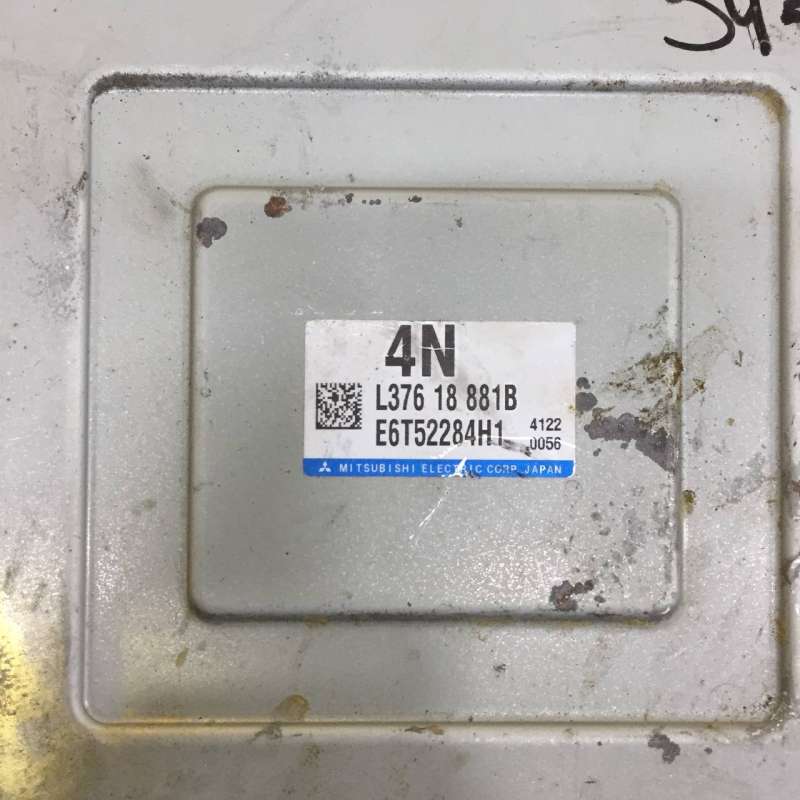 4N
L376 18 881B
E6T52284H1 4122
0056
MITSUBISHI ELECTRIC CORP. JAPAN